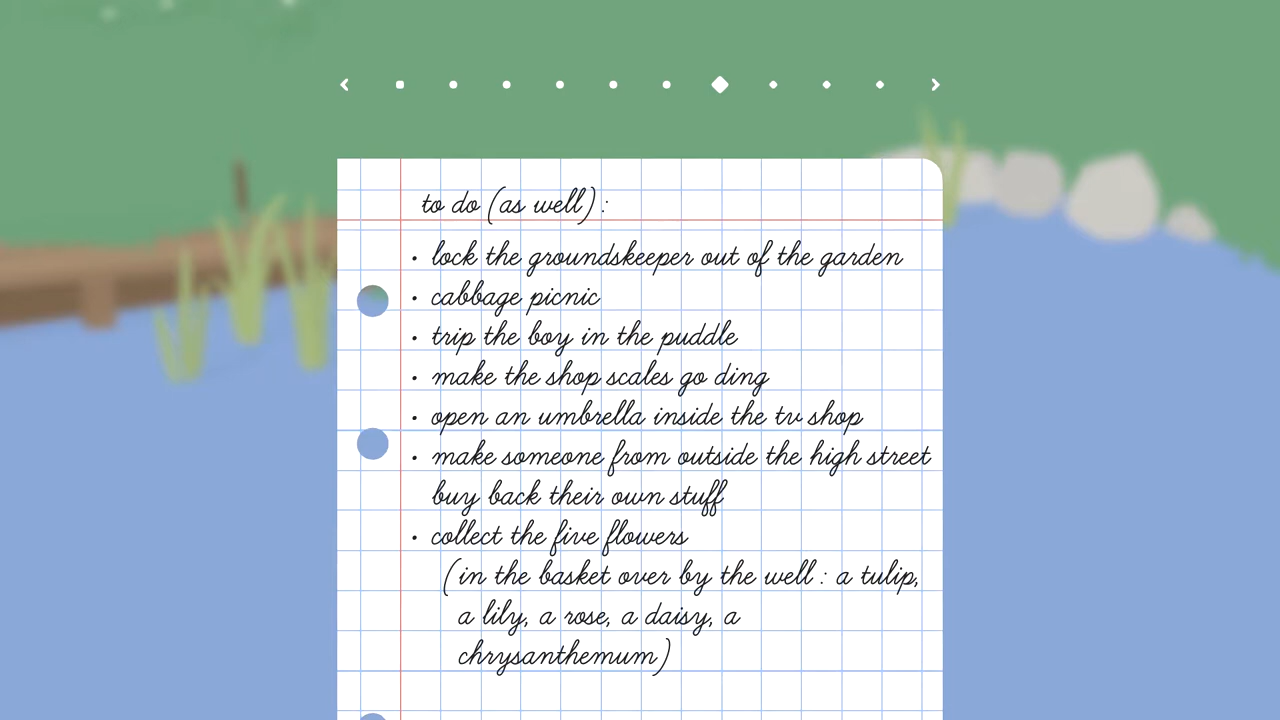 to do (as well):
• lock the groundskeeper out of the garden
• cabbage picnic
• trip the boy in the puddle
• make the shop scales go ding
• open an umbrella inside the tv shop
• make someone from outside the high street
buy back their own stuff
• collect the five flowers
(in the basket over by the well: a tulip,
a lily, a rose, a daisy, a
chrysanthemum)